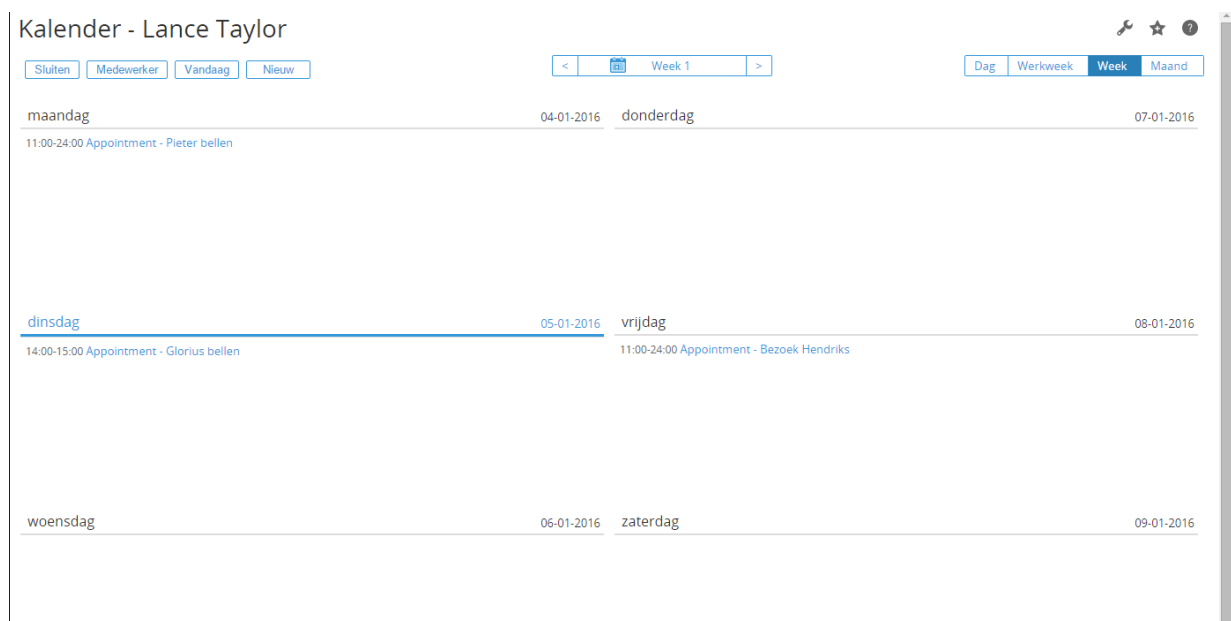 Kalender - Lance Taylor
Sluiten Medewerker Vandaag Nieuw < Week 1 > Dag Werkweek Week Maand
maandag 04-01-2016 donderdag 07-01-2016
11:00-24:00 Appointment - Pieter bellen
dinsdag 05-01-2016 vrijdag 08-01-2016
14:00-15:00 Appointment - Glorius bellen 11:00-24:00 Appointment - Bezoek Hendriks
woensdag 06-01-2016 zaterdag 09-01-2016